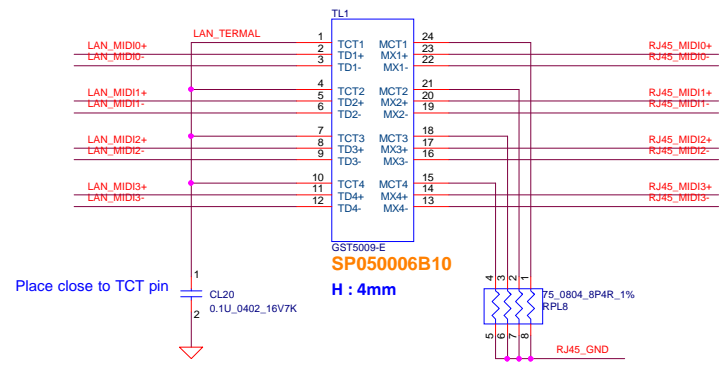 TL1
LAN_TERMAL
1 TCT1 MCT1 24
LAN_MIDI0+ 2 TD1+ MX1+ 23 RJ45_MIDI0+
LAN_MIDI0- 3 TD1- MX1- 22 RJ45_MIDI0-
4 TCT2 MCT2 21
LAN_MIDI1+ 5 TD2+ MX2+ 20 RJ45_MIDI1+
LAN_MIDI1- 6 TD2- MX2- 19 RJ45_MIDI1-
7 TCT3 MCT3 18
LAN_MIDI2+ 8 TD3+ MX3+ 17 RJ45_MIDI2+
LAN_MIDI2- 9 TD3- MX3- 16 RJ45_MIDI2-
10 TCT4 MCT4 15
LAN_MIDI3+ 11 TD4+ MX4+ 14 RJ45_MIDI3+
LAN_MIDI3- 12 TD4- MX4- 13 RJ45_MIDI3-
GST5009-E
SP050006B10
H : 4mm
Place close to TCT pin
1
CL20
0.1U_0402_16V7K
2
4 3 2 1
75_0804_8P4R_1%
RPL8
5 6 7 8
RJ45_GND